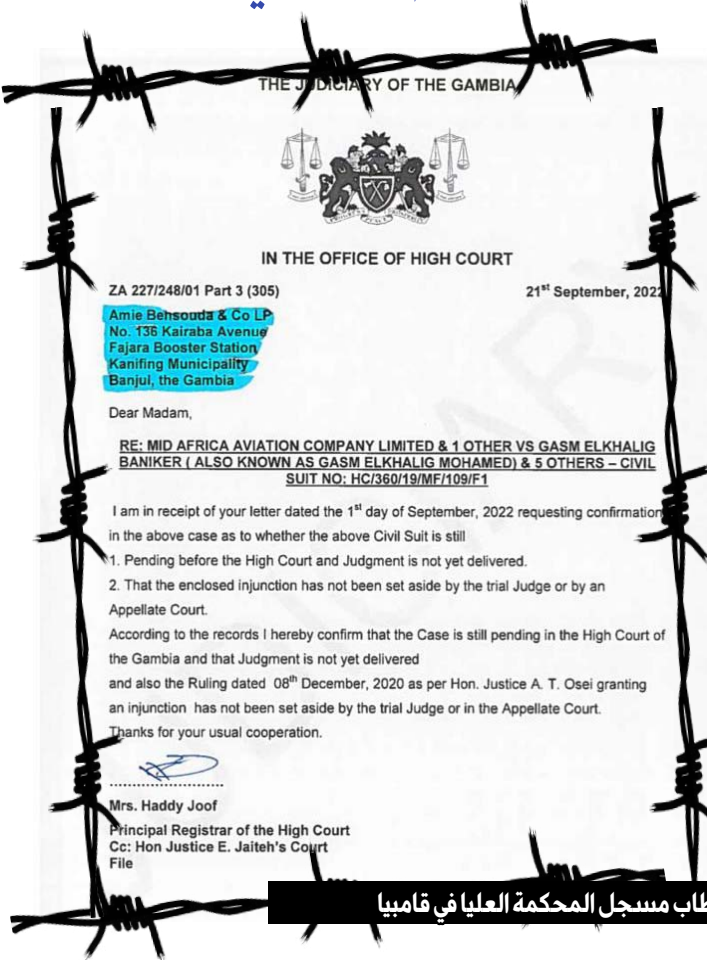 THE JUDICIARY OF THE GAMBIA
IN THE OFFICE OF HIGH COURT
ZA 227/248/01 Part 3 (305)
21st September, 2022
Amie Behsouda & Co LP
No. 136 Kairaba Avenue
Fajara Booster Station
Kanifing Municipality
Banjul, the Gambia
Dear Madam,
RE: MID AFRICA AVIATION COMPANY LIMITED & 1 OTHER VS GASM ELKHALIG
BANIKER ( ALSO KNOWN AS GASM ELKHALIG MOHAMED) & 5 OTHERS – CIVIL
SUIT NO: HC/360/19/MF/109/F1
I am in receipt of your letter dated the 1st day of September, 2022 requesting confirmation
in the above case as to whether the above Civil Suit is still
1. Pending before the High Court and Judgment is not yet delivered.
2. That the enclosed injunction has not been set aside by the trial Judge or by an
Appellate Court.
According to the records I hereby confirm that the Case is still pending in the High Court of
the Gambia and that Judgment is not yet delivered
and also the Ruling dated 08th December, 2020 as per Hon. Justice A. T. Osei granting
an injunction has not been set aside by the trial Judge or in the Appellate Court.
Thanks for your usual cooperation.
Mrs. Haddy Joof
Principal Registrar of the High Court
Cc: Hon Justice E. Jaiteh's Court
File
مسجل المحكمة العليا في قامبيا